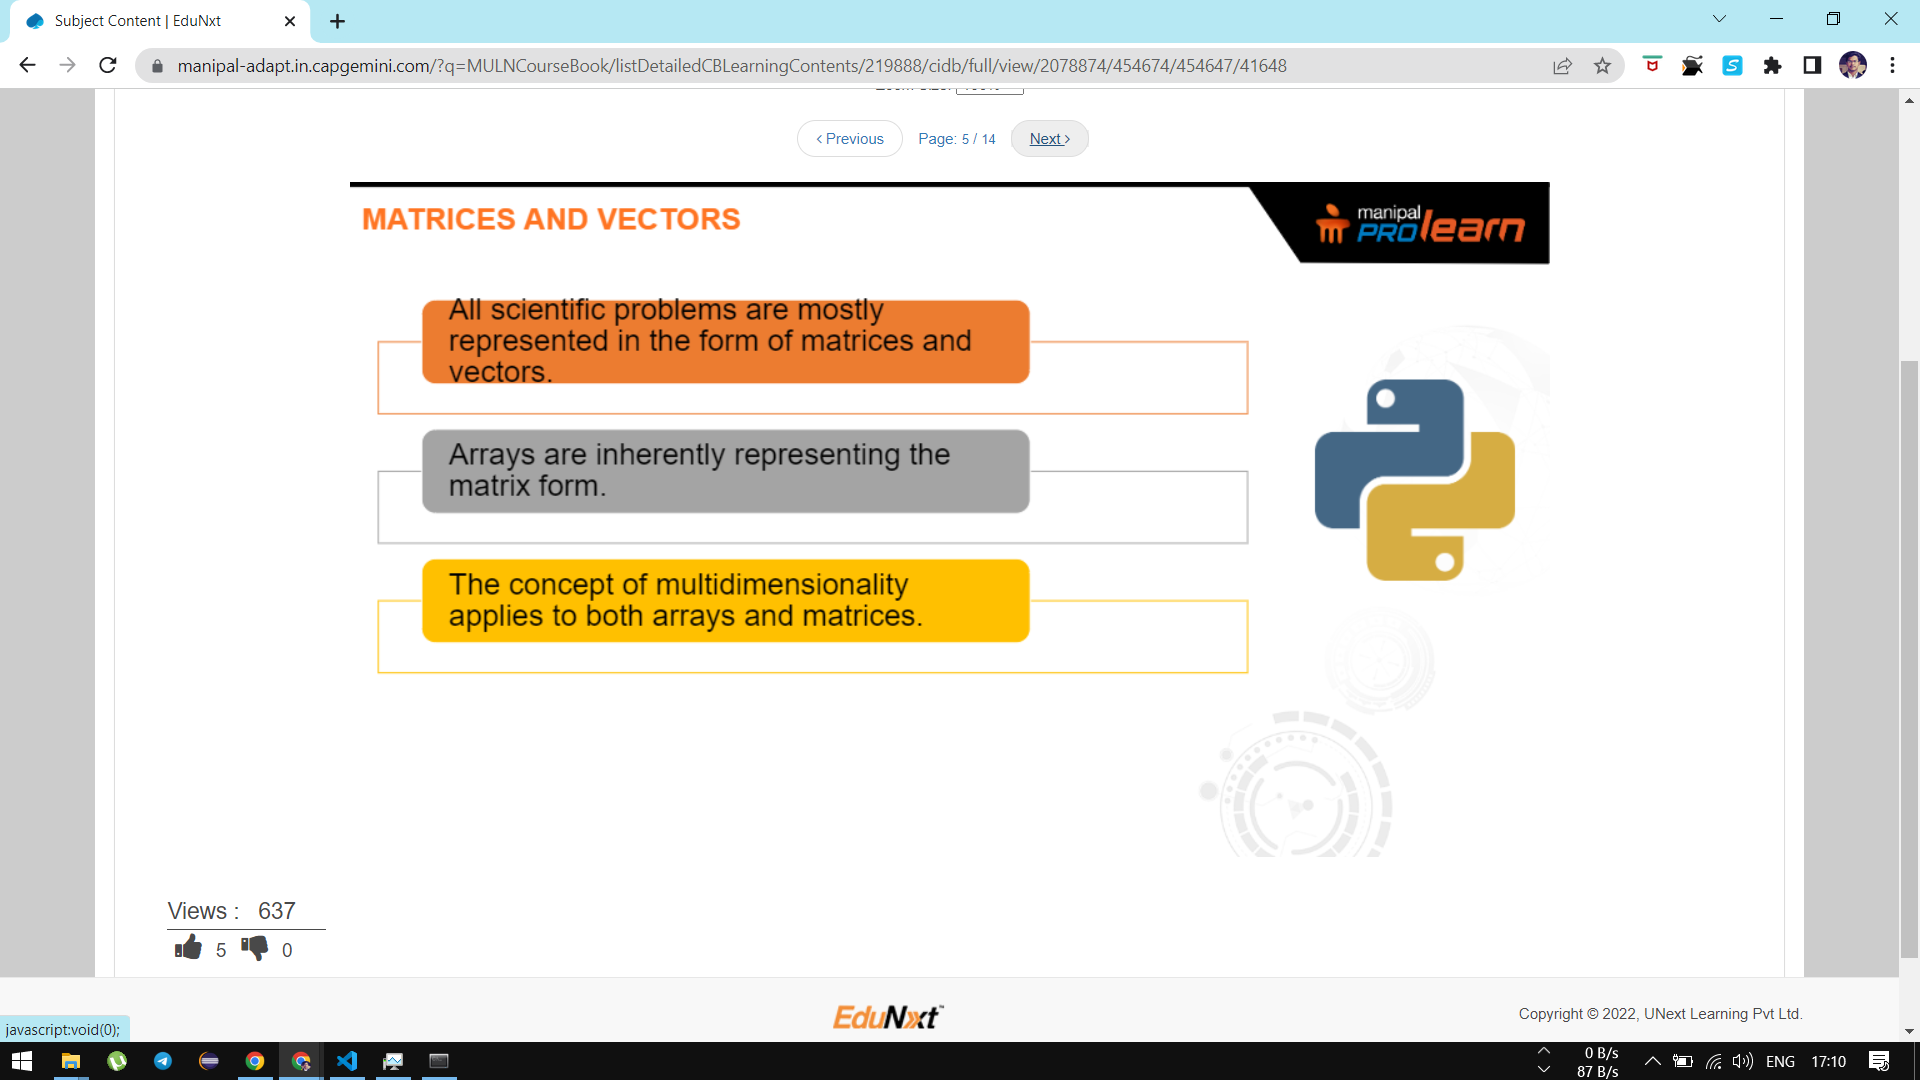 Subject Content | EduNxt
manipal-adapt.in.capgemini.com/?q=MULNCourseBook/listDetailedCBLearningContents/219888/cidb/full/view/2078874/454674/454647/41648
‹ Previous Page: 5 / 14 Next ›
MATRICES AND VECTORS
manipal
PROlearn
All scientific problems are mostly
represented in the form of matrices and
vectors.
Arrays are inherently representing the
matrix form.
The concept of multidimensionality
applies to both arrays and matrices.
Views : 637
5 0
EduNxt™
Copyright © 2022, UNext Learning Pvt Ltd.
javascript:void(0);
0 B/s
87 B/s
ENG 17:10